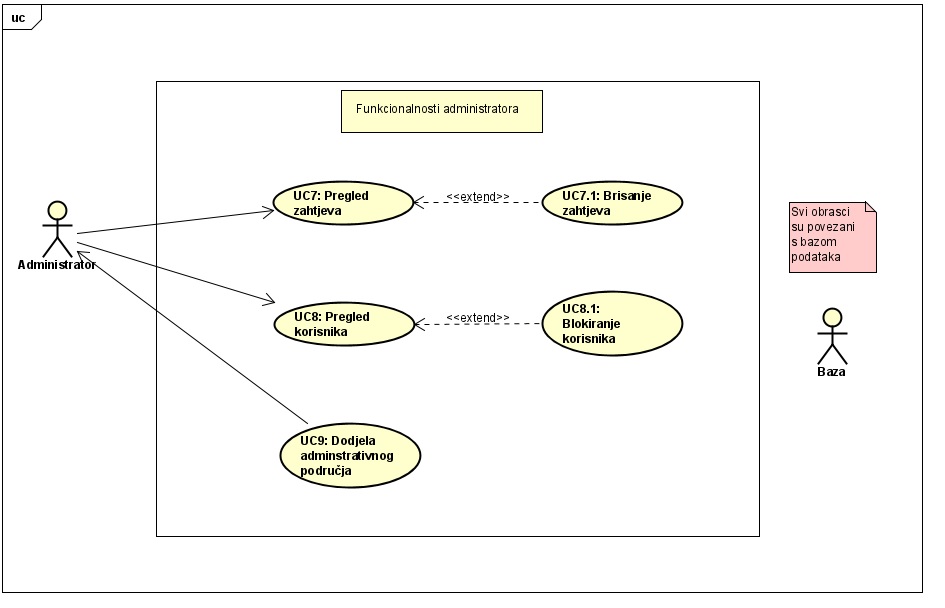 uc
Funkcionalnosti administratora
UC7: Pregled
zahtjeva
<<extend>>
UC7.1: Brisanje
zahtjeva
Administrator
Svi obrasci
su povezani
s bazom
podataka
UC8: Pregled
korisnika
<<extend>>
UC8.1:
Blokiranje
korisnika
Baza
UC9: Dodjela
adminstrativnog
područja